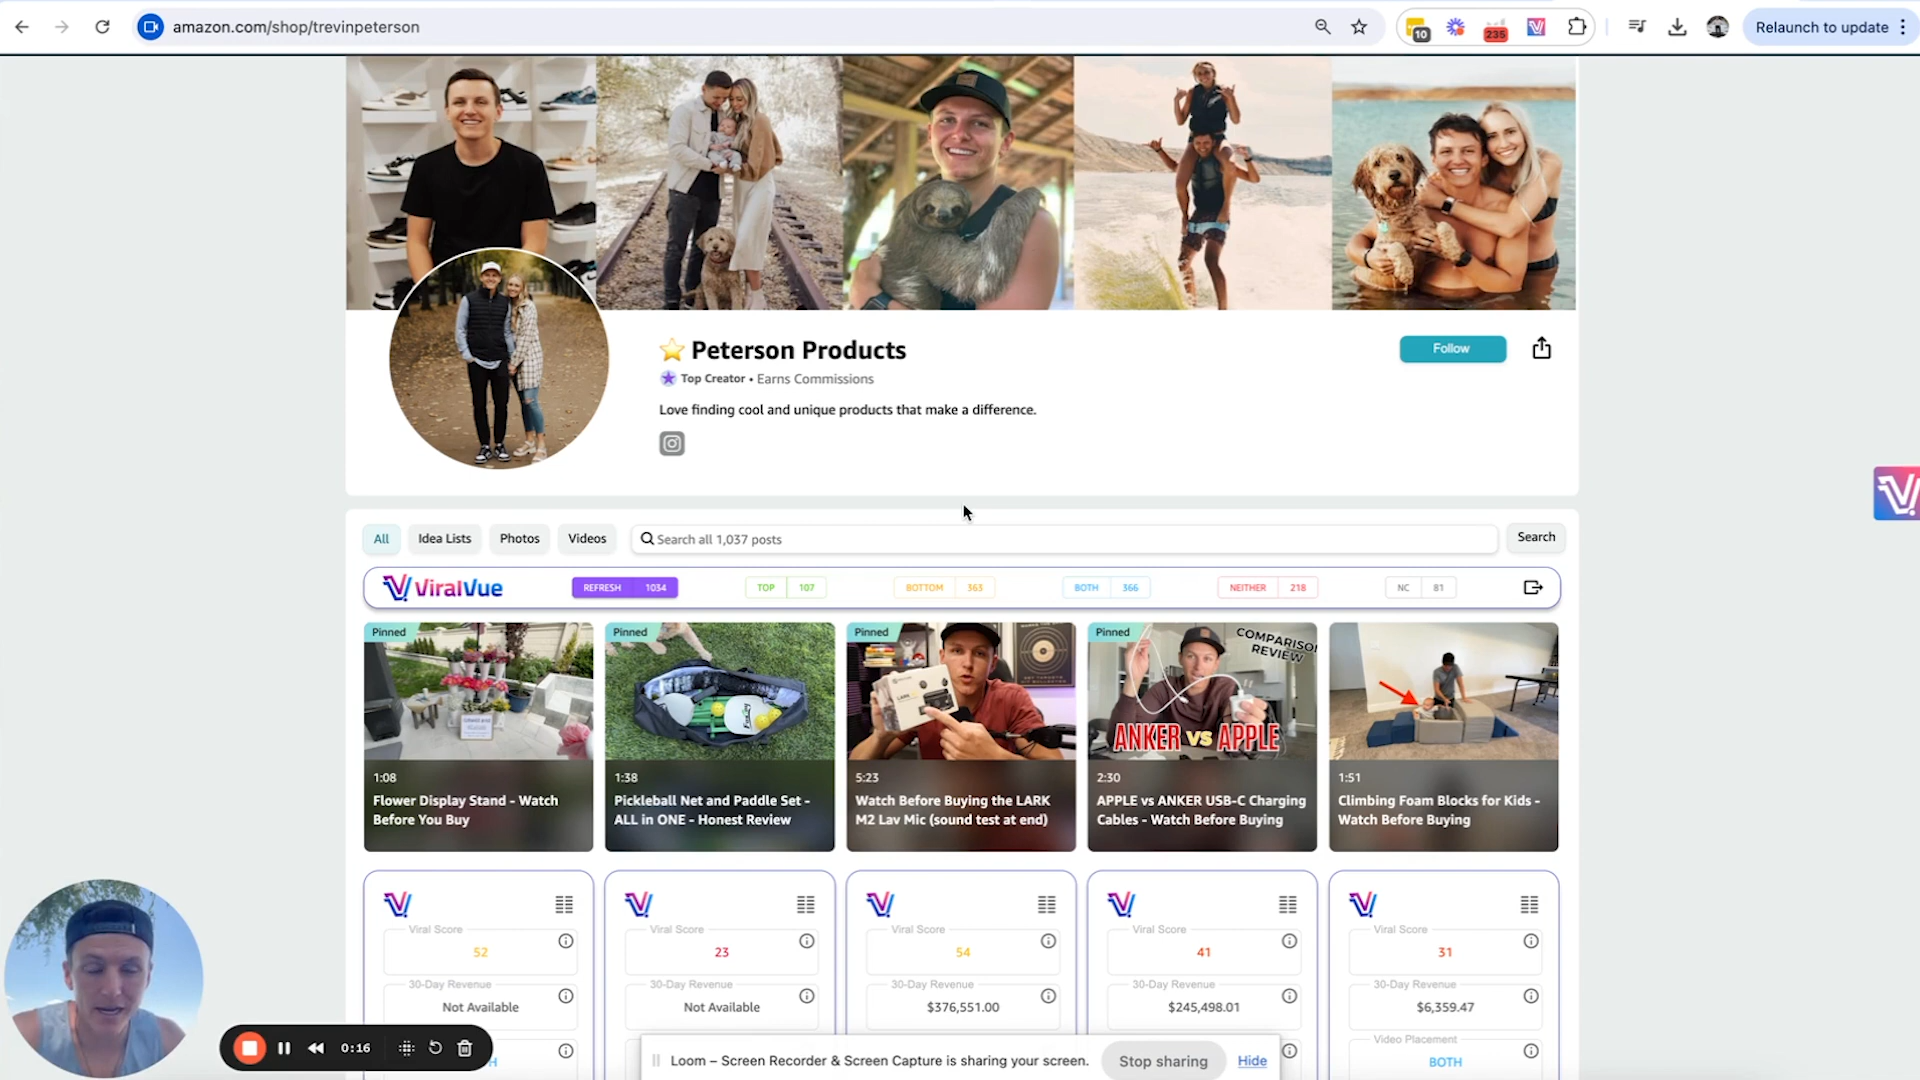 amazon.com/shop/trevinpeterson
10
235
Relaunch to update
⭐ Peterson Products
Top Creator • Earns Commissions
Love finding cool and unique products that make a difference.
Follow
All
Idea Lists
Photos
Videos
Search all 1,037 posts
Search
ViralVue
REFRESH 1034
TOP 107
BOTTOM 363
BOTH 366
NEITHER 218
NC 81
Pinned
1:08
Flower Display Stand - Watch
Before You Buy
Pinned
1:38
Pickleball Net and Paddle Set -
ALL in ONE - Honest Review
Pinned
LARK
5:23
Watch Before Buying the LARK
M2 Lav Mic (sound test at end)
Pinned
COMPARISO
REVIEW
ANKER VS APPLE
2:30
APPLE vs ANKER USB-C Charging
Cables - Watch Before Buying
1:51
Climbing Foam Blocks for Kids -
Watch Before Buying
Viral Score
52
30-Day Revenue
Not Available
H
Viral Score
23
30-Day Revenue
Not Available
Viral Score
54
30-Day Revenue
$376,551.00
Viral Score
41
30-Day Revenue
$245,498.01
Viral Score
31
30-Day Revenue
$6,359.47
Video Placement
BOTH
0:16
Loom – Screen Recorder & Screen Capture is sharing your screen.
Stop sharing
Hide